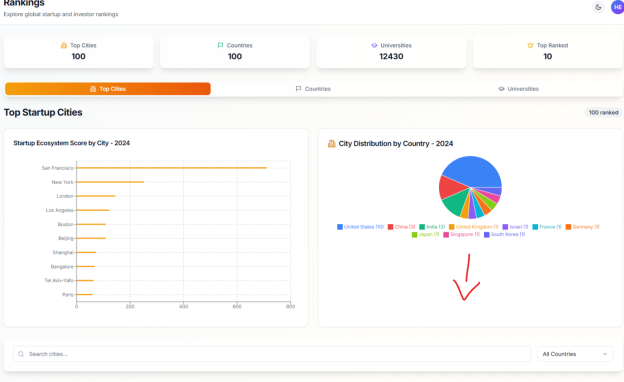 Rankings
Explore global startup and investor rankings
HE
Top Cities
100
Countries
100
Universities
12430
Top Ranked
10
Top Cities
Countries
Universities
Top Startup Cities
100 ranked
Startup Ecosystem Score by City - 2024
San Francisco
New York
London
Los Angeles
Boston
Beijing
Shanghai
Bangalore
Tel Aviv-Yafo
Paris
0 200 400 600 800
City Distribution by Country - 2024
United States (10) China (3) India (3) United Kingdom (1) Israel (1) France (1) Germany (1)
Japan (1) Singapore (1) South Korea (1)
Search cities...
All Countries